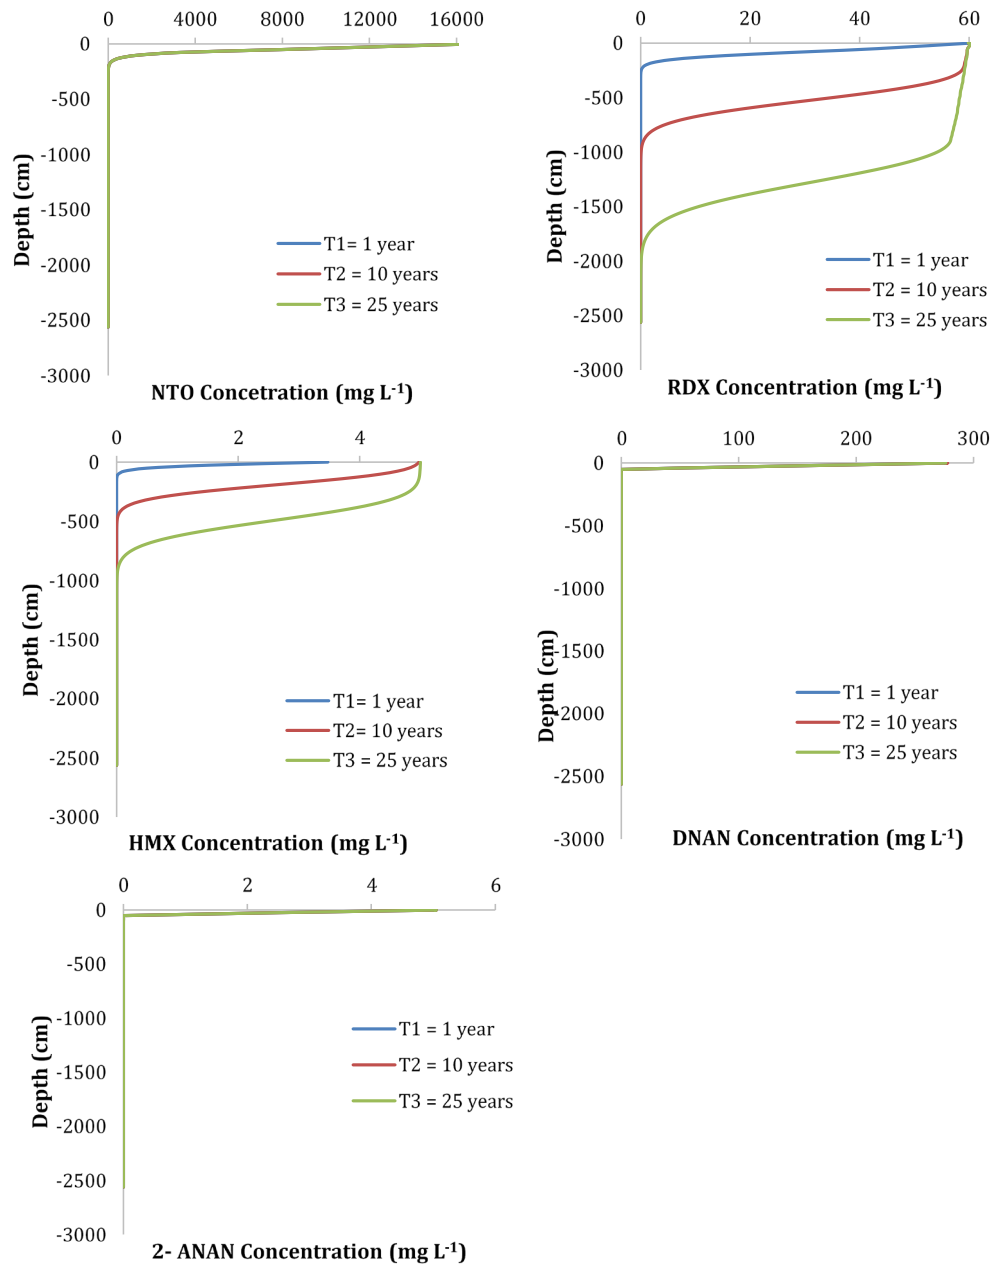 0 4000 8000 12000 16000
0
-500
-1000
-1500
-2000
-2500
-3000
Depth (cm)
T1= 1 year
T2 = 10 years
T3 = 25 years
NTO Concetration (mg L-1)
0 20 40 60
0
-500
-1000
-1500
-2000
-2500
-3000
Depth (cm)
T1 = 1 year
T2 = 10 years
T3 = 25 years
RDX Concentration (mg L-1)
0 2 4
0
-500
-1000
-1500
-2000
-2500
-3000
Depth (cm)
T1= 1 year
T2= 10 years
T3 = 25 years
HMX Concentration (mg L-1)
0 100 200 300
0
-500
-1000
-1500
-2000
-2500
-3000
Depth (cm)
T1 = 1 year
T2 = 10 years
T3 = 25 years
DNAN Concentration (mg L-1)
0 2 4 6
0
-500
-1000
-1500
-2000
-2500
-3000
Depth (cm)
T1 = 1 year
T2 = 10 years
T3 = 25 years
2- ANAN Concentration (mg L-1)